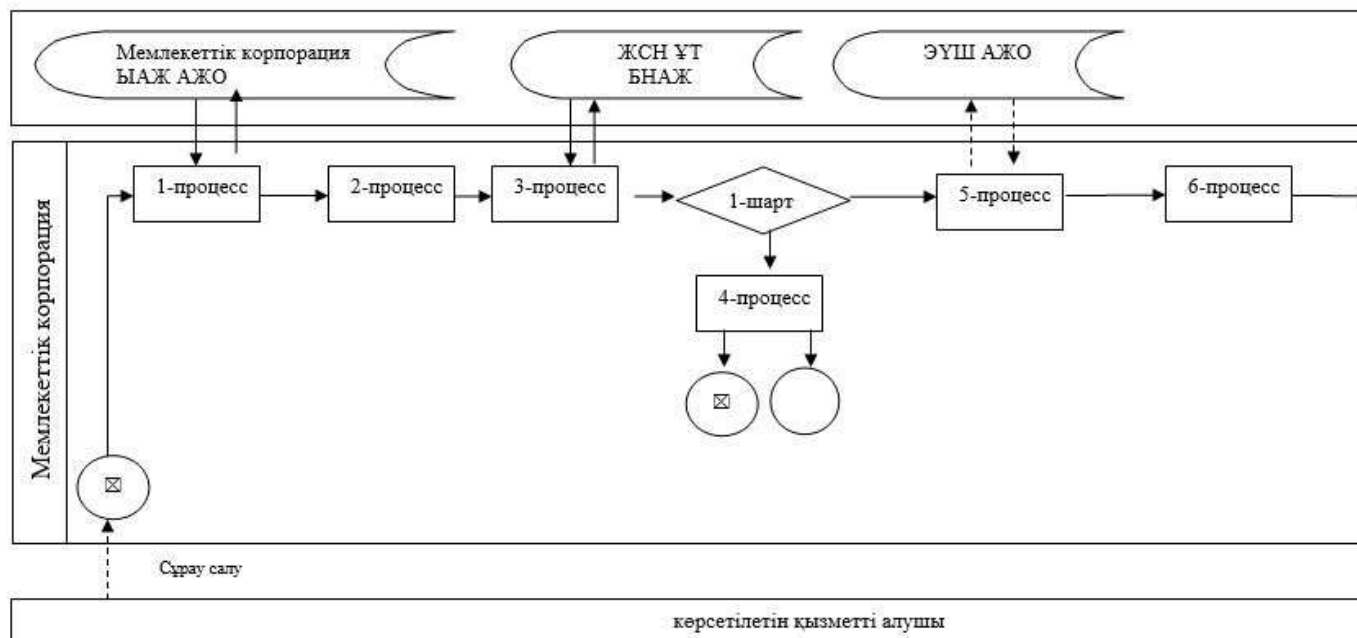 Мемлекеттік корпорация
ЫАЖ АЖО
ЖСН ҰТ
БНАЖ
ЭҮШ АЖО
Мемлекеттік корпорация
1-процесс
2-процесс
3-процесс
1-шарт
5-процесс
6-процесс
4-процесс
Сұрау салу
көрсетілетін қызметті алушы